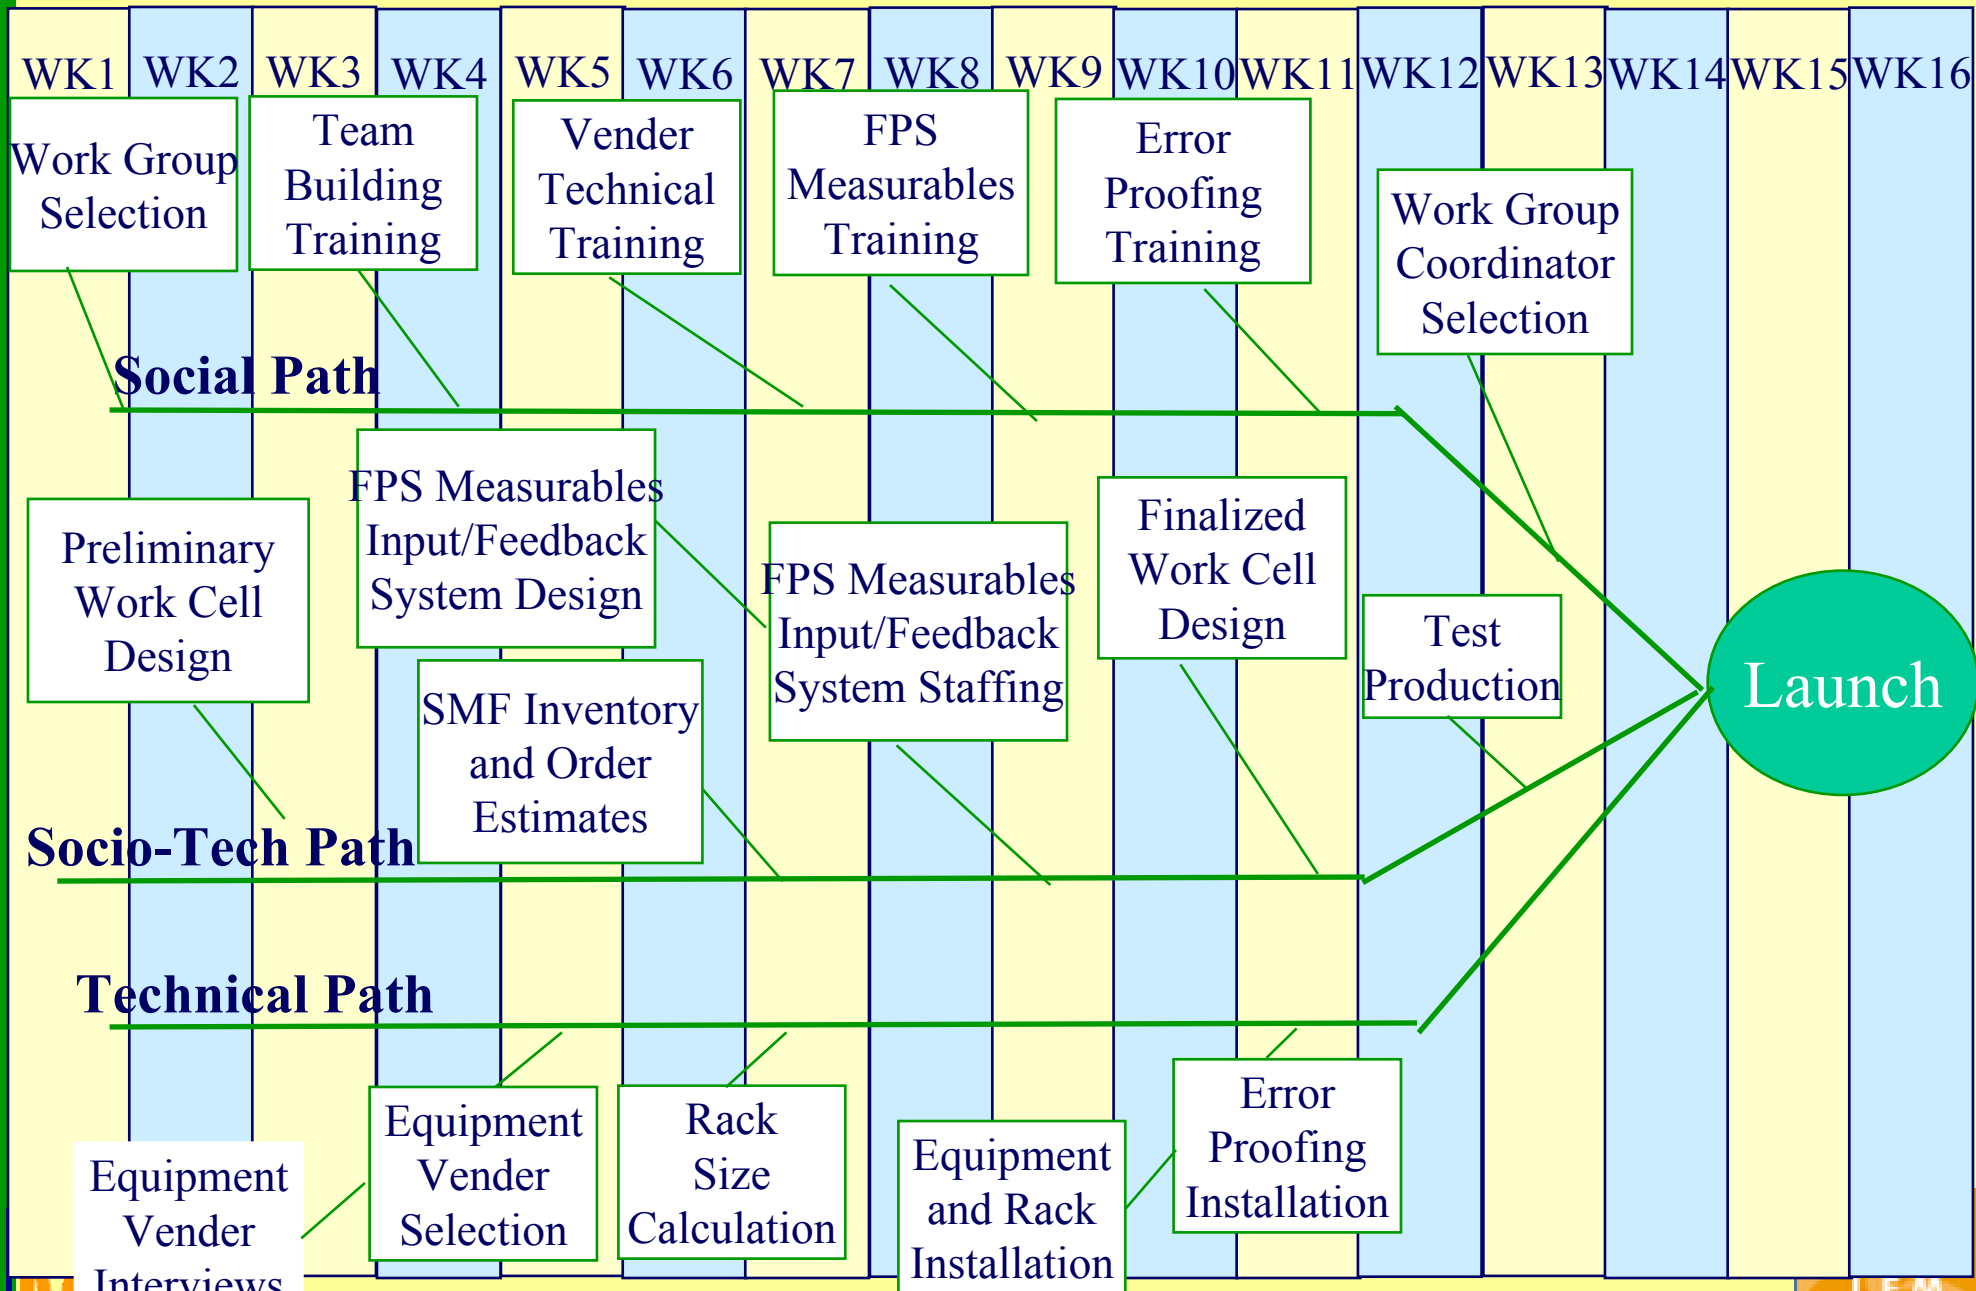 WK1 WK2 WK3 WK4 WK5 WK6 WK7 WK8 WK9 WK10 WK11 WK12 WK13 WK14 WK15 WK16
Work Group
Selection
Team
Building
Training
Vender
Technical
Training
FPS
Measurables
Training
Error
Proofing
Training
Work Group
Coordinator
Selection
Social Path
Preliminary
Work Cell
Design
FPS Measurables
Input/Feedback
System Design
SMF Inventory
and Order
Estimates
FPS Measurables
Input/Feedback
System Staffing
Finalized
Work Cell
Design
Test
Production
Launch
Socio-Tech Path
Technical Path
Equipment
Vender
Interviews
Equipment
Vender
Selection
Rack
Size
Calculation
Equipment
and Rack
Installation
Error
Proofing
Installation